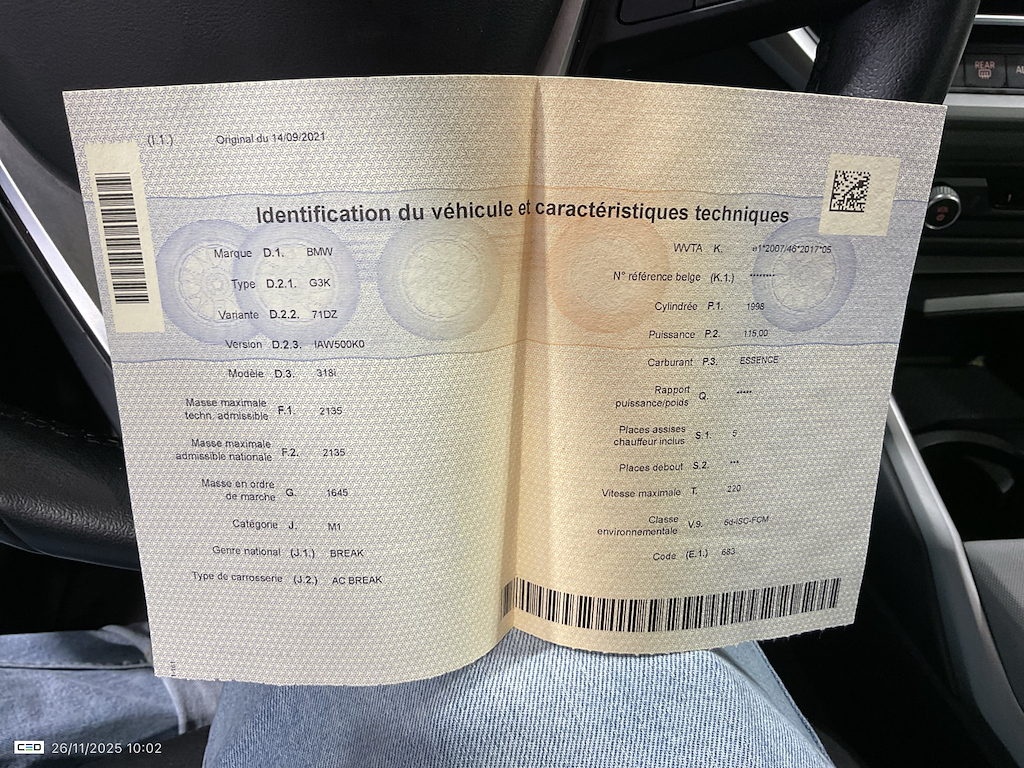 (I.1.) Original du 14/09/2021
Identification du véhicule et caractéristiques techniques
Marque D.1. BMW
Type D.2.1. G3K
Variante D.2.2. 71DZ
Version D.2.3. IAW500K0
Modèle D.3. 318i
Masse maximale
techn. admissible F.1. 2135
Masse maximale
admissible nationale F.2. 2135
Masse en ordre
de marche G. 1645
Catégorie J. M1
Genre national (J.1.) BREAK
Type de carrosserie (J.2.) AC BREAK
WVTA K. e1*2007/46*2017*05
N° référence belge (K.1.) ********
Cylindrée P.1. 1998
Puissance P.2. 115,00
Carburant P.3. ESSENCE
Rapport
puissance/poids Q. *****
Places assises
chauffeur inclus S.1. 5
Places debout S.2. ***
Vitesse maximale T. 220
Classe
environnementale V.9. 6d-ISC-FCM
Code (E.1.) 683
REAR
CEO 26/11/2025 10:02